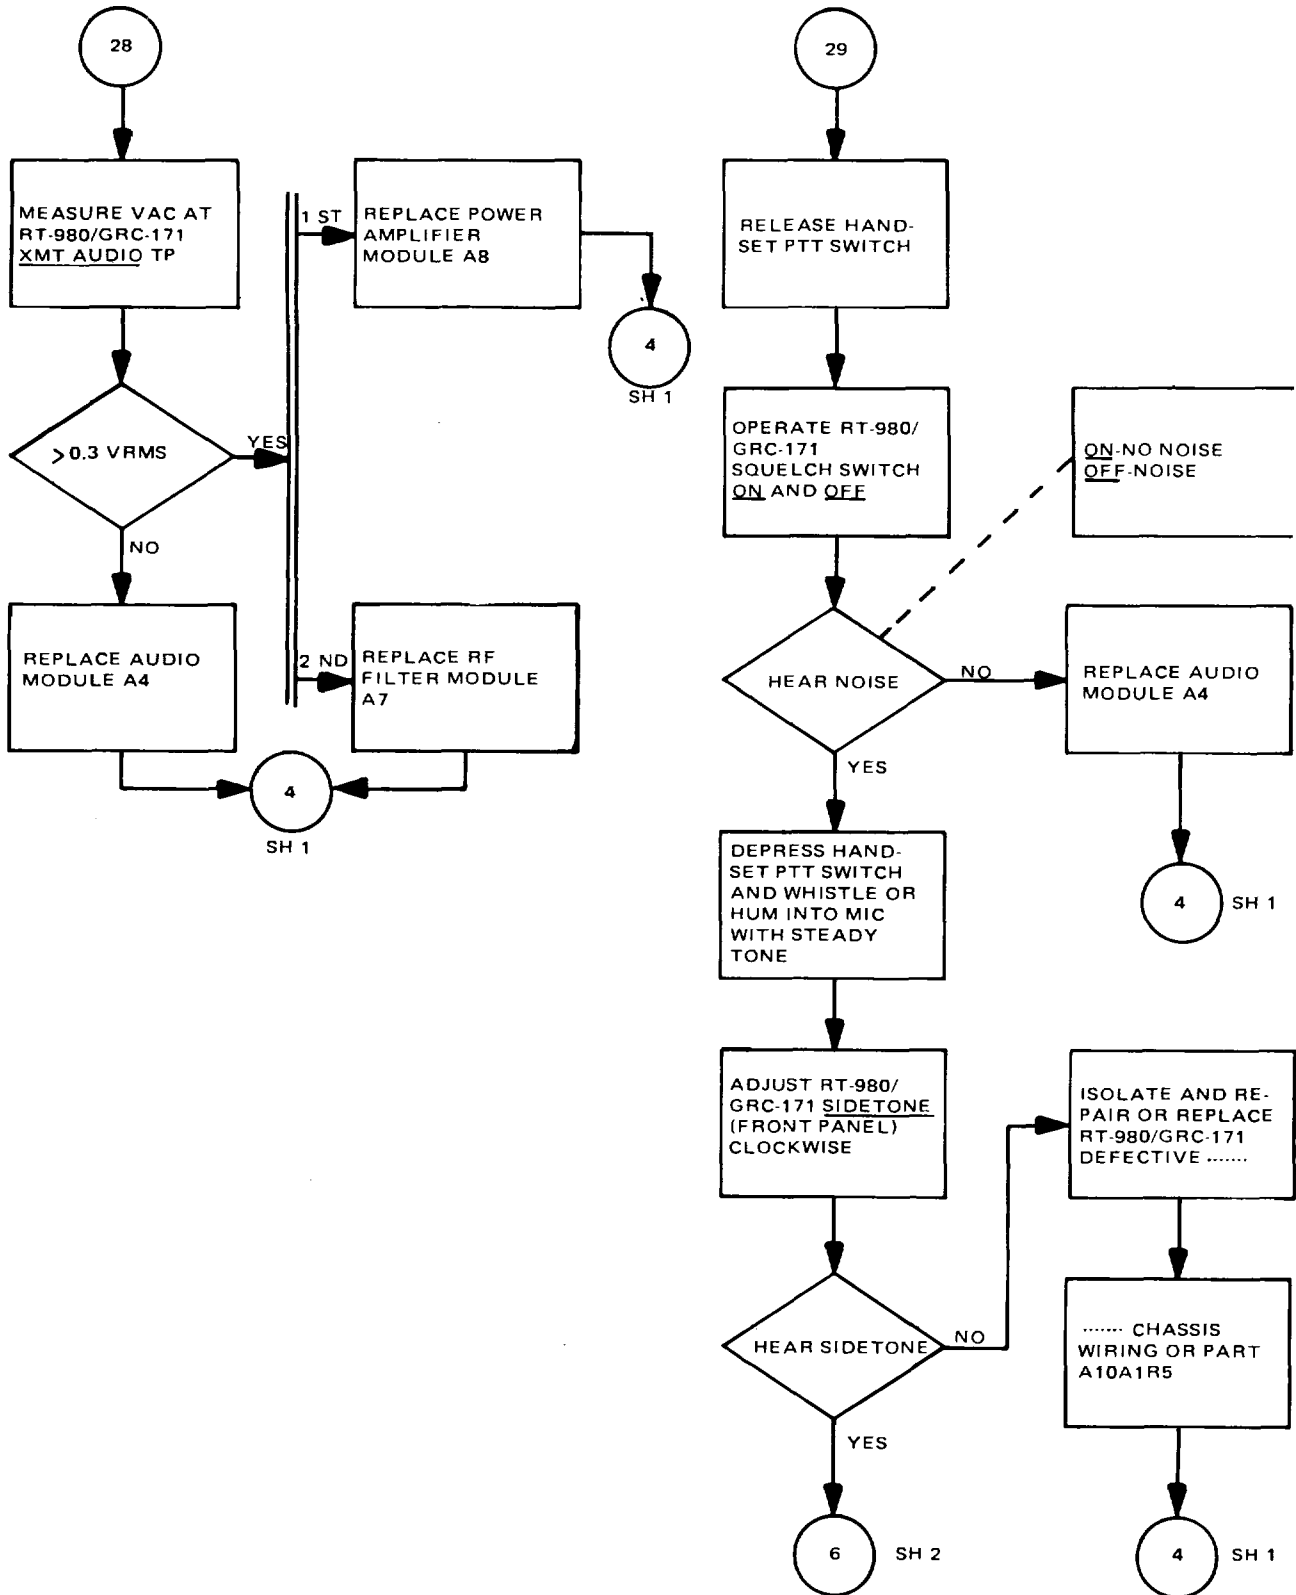 28
MEASURE VAC AT
RT-980/GRC-171
XMT AUDIO TP
> 0.3 VRMS
YES
NO
REPLACE AUDIO
MODULE A4
1 ST
REPLACE POWER
AMPLIFIER
MODULE A8
4
SH 1
2 ND
REPLACE RF
FILTER MODULE
A7
4
SH 1
29
RELEASE HAND-
SET PTT SWITCH
OPERATE RT-980/
GRC-171
SQUELCH SWITCH
ON AND OFF
ON-NO NOISE
OFF-NOISE
HEAR NOISE
NO
REPLACE AUDIO
MODULE A4
4
SH 1
YES
DEPRESS HAND-
SET PTT SWITCH
AND WHISTLE OR
HUM INTO MIC
WITH STEADY
TONE
ADJUST RT-980/
GRC-171 SIDETONE
(FRONT PANEL)
CLOCKWISE
HEAR SIDETONE
NO
ISOLATE AND RE-
PAIR OR REPLACE
RT-980/GRC-171
DEFECTIVE .......
....... CHASSIS
WIRING OR PART
A10A1R5
4
SH 1
YES
6
SH 2